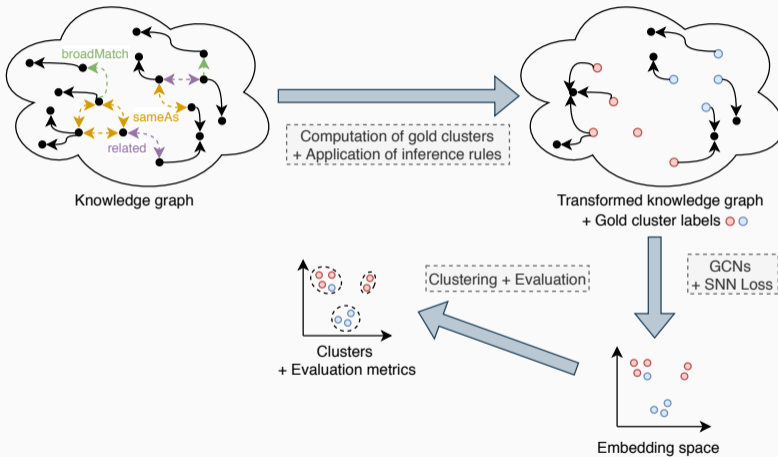 broadMatch
sameAs
related
Knowledge graph
Computation of gold clusters
+ Application of inference rules
Transformed knowledge graph
+ Gold cluster labels
GCNs
+ SNN Loss
Clustering + Evaluation
Clusters
+ Evaluation metrics
Embedding space